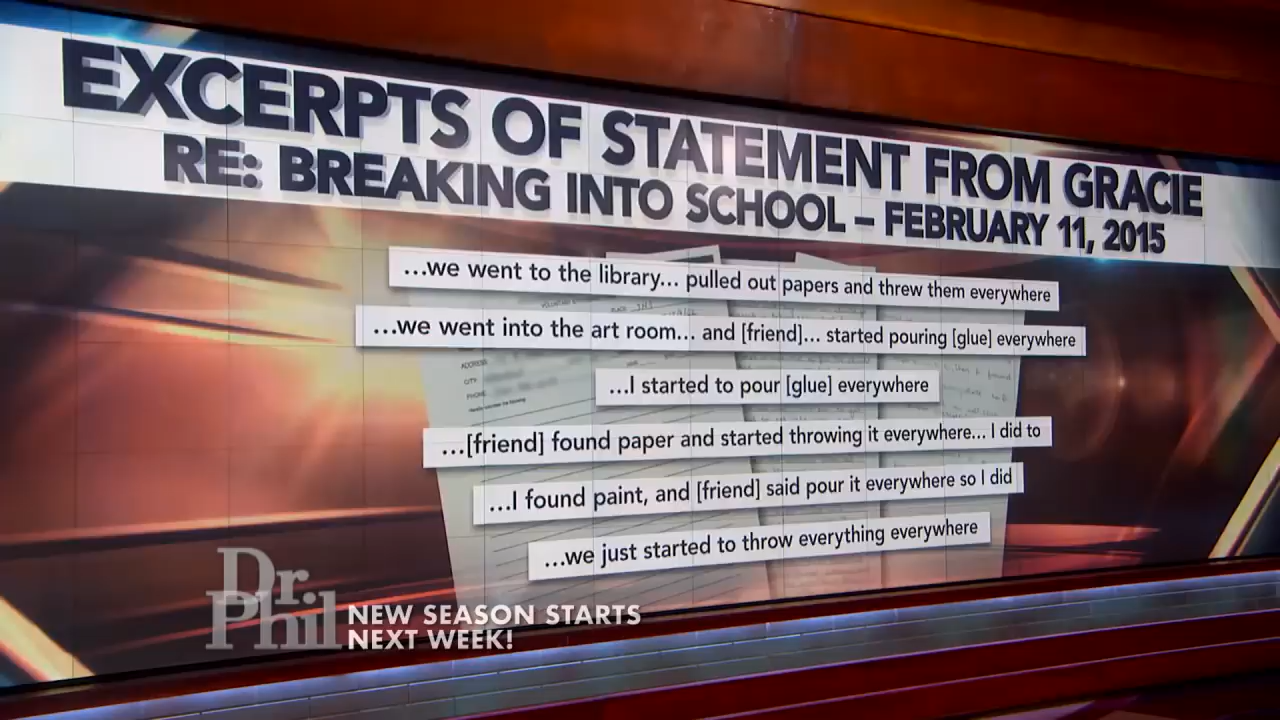 EXCERPTS OF STATEMENT FROM GRACIE
RE: BREAKING INTO SCHOOL – FEBRUARY 11, 2015
...we went to the library... pulled out papers and threw them everywhere
...we went into the art room... and [friend]... started pouring [glue] everywhere
...I started to pour [glue] everywhere
ADDRESS
CITY
PHONE
...[friend] found paper and started throwing it everywhere... I did to
...I found paint, and [friend] said pour it everywhere so I did
...we just started to throw everything everywhere
Dr.
Phil
NEW SEASON STARTS
NEXT WEEK!